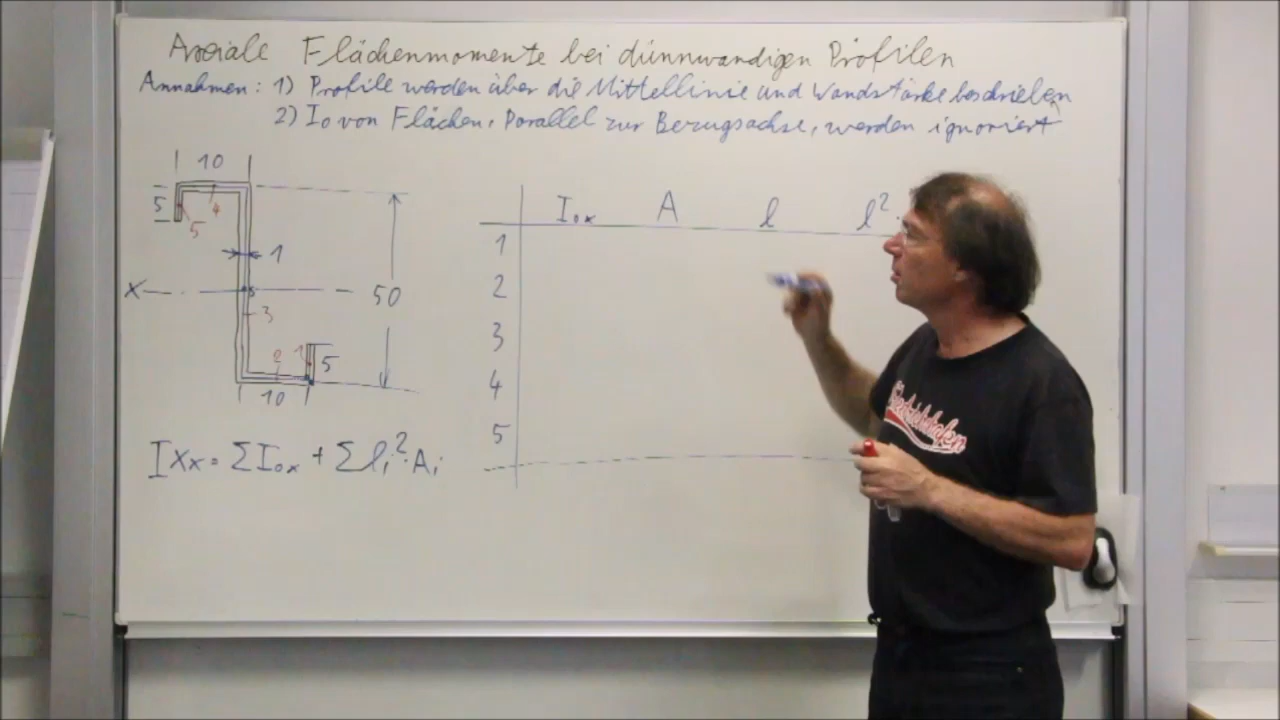 Axiale Flächenmomente bei dünnwandigen Profilen
Annahmen: 1) Profile werden über die Mittellinie und Wandstärke beschrieben
2) I₀ von Flächen, Parallel zur Bezugsachse, werden ignoriert
10
5
4
5
1
X
S
50
3
2
1
5
10
Ixx = ΣI₀ₓ + Σlᵢ²·Aᵢ
I₀ₓ A l l²·
1
2
3
4
5